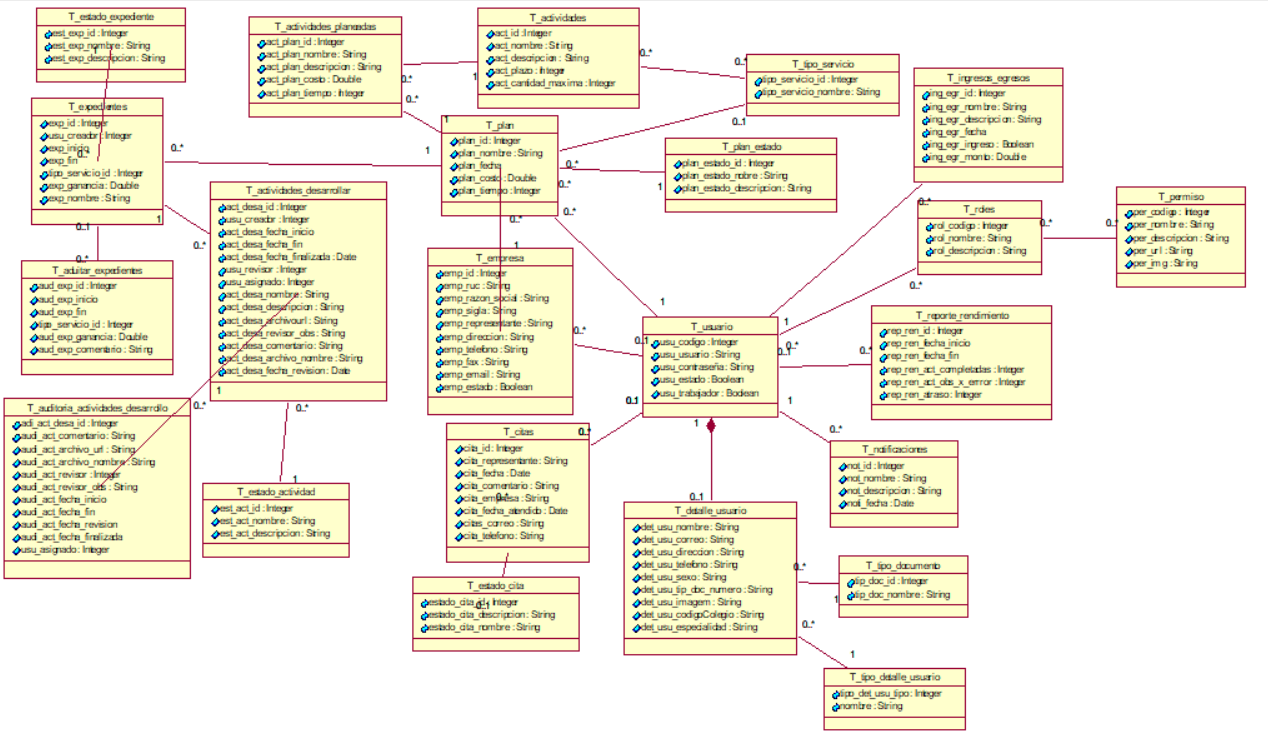 T_estado_expediente
est_exp_id : Integer
est_exp_nombre : String
est_exp_descripcion : String
T_actividades_planeadas
act_plan_id : Integer
act_plan_nombre : String
act_plan_descripcion : String
act_plan_costo : Double
act_plan_tiempo : Integer
T_actividades
act_id : Integer
act_nombre : String
act_descripcion : String
act_plazo : Integer
act_cantidad_maxima : Integer
T_tipo_servicio
tipo_servicio_id : Integer
tipo_servicio_nombre : String
T_ingresos_egresos
ing_egr_id : Integer
ing_egr_nombre : String
ing_egr_descripcion : String
ing_egr_fecha
ing_egr_ingreso : Boolean
ing_egr_monto : Double
T_expedientes
exp_id : Integer
usu_creador : Integer
exp_inicio
exp_fin
tipo_servicio_id : Integer
exp_ganancia : Double
exp_nombre : String
T_plan
plan_id : Integer
plan_nombre : String
plan_fecha
plan_costo : Double
plan_tiempo : Integer
T_plan_estado
plan_estado_id : Integer
plan_estado_nobre : String
plan_estado_descripcion : String
T_actividades_desarrollar
act_desa_id : Integer
usu_creador : Integer
act_desa_fecha_inicio
act_desa_fecha_fin
act_desa_fecha_finalizada : Date
usu_revisor : Integer
usu_asignado : Integer
act_desa_nombre : String
act_desa_descripcion : String
act_desa_archivourl : String
act_desa_revisor_obs : String
act_desa_comentario : String
act_desa_archivo_nombre : String
act_desa_fecha_revision : Date
T_roles
rol_codigo : Integer
rol_nombre : String
rol_descripcion : String
T_permiso
per_codigo : Integer
per_nombre : String
per_descripcion : String
per_url : String
per_img : String
T_aduitar_expedientes
aud_exp_id : Integer
aud_exp_inicio
aud_exp_fin
tipo_servicio_id : Integer
aud_exp_ganancia : Double
aud_exp_comentario : String
T_empresa
emp_id : Integer
emp_ruc : String
emp_razon_social : String
emp_sigla : String
emp_representante : String
emp_direccion : String
emp_telefono : String
emp_fax : String
emp_email : String
emp_estado : Boolean
T_usuario
usu_codigo : Integer
usu_usuario : String
usu_contraseña : String
usu_estado : Boolean
usu_trabajador : Boolean
T_reporte_rendimiento
rep_ren_id : Integer
rep_ren_fecha_inicio
rep_ren_fecha_fin
rep_ren_act_completadas : Integer
rep_ren_act_obs_x_error : Integer
rep_ren_atraso : Integer
T_auditoria_actividades_desarrollo
adi_act_desa_id : Integer
audi_act_comentario : String
audi_act_archivo_url : String
audi_act_archivo_nombre : String
audi_act_revisor : Integer
audi_act_revisor_obs : String
audi_act_fecha_inicio
audi_act_fecha_fin
audi_act_fecha_revision
audi_act_fecha_finalizada
usu_asignado : Integer
T_estado_actividad
est_act_id : Integer
est_act_nombre : String
est_act_descripcion : String
T_citas
cita_id : Integer
cita_representante : String
cita_fecha : Date
cita_comentario : String
cita_empresa : String
cita_fecha_atendido : Date
citas_correo : String
cita_telefono : String
T_notificaciones
not_id : Integer
not_nombre : String
not_descripcion : String
noti_fecha : Date
T_detalle_usuario
det_usu_nombre : String
det_usu_correo : String
det_usu_direccion : String
det_usu_telefono : String
det_usu_sexo : String
det_usu_tip_doc_numero : String
det_usu_imagem : String
det_usu_codigoColegio : String
det_usu_especialidad : String
T_tipo_documento
tip_doc_id : Integer
tip_doc_nombre : String
T_estado_cita
estado_cita_id : Integer
estado_cita_descripcion : String
estado_cita_nombre : String
T_tipo_detalle_usuario
tipo_det_usu_tipo : Integer
nombre : String